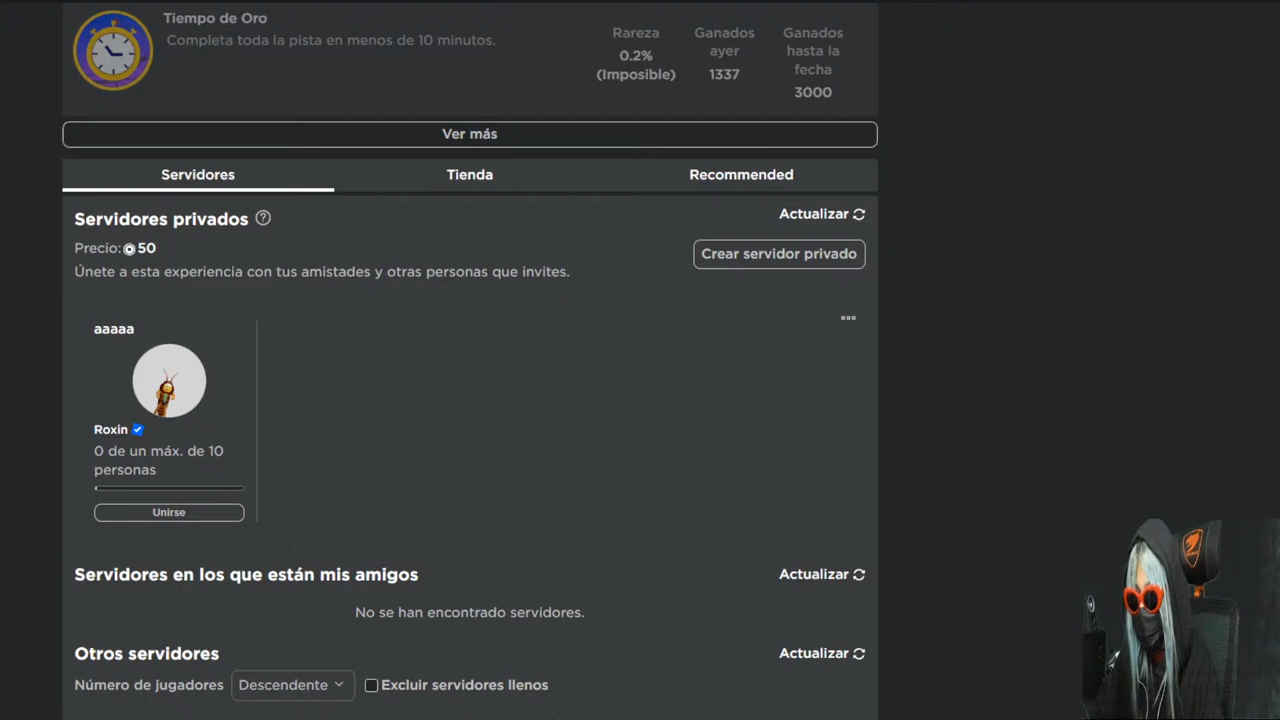 Tiempo de Oro
Completa toda la pista en menos de 10 minutos.
Rareza
0.2%
(Imposible)
Ganados
ayer
1337
Ganados
hasta la
fecha
3000
Ver más
Servidores
Tienda
Recommended
Servidores privados
Actualizar
Precio: 50
Crear servidor privado
Únete a esta experiencia con tus amistades y otras personas que invites.
aaaaa
Roxin
0 de un máx. de 10
personas
Unirse
Servidores en los que están mis amigos
Actualizar
No se han encontrado servidores.
Otros servidores
Actualizar
Número de jugadores
Descendente
Excluir servidores llenos